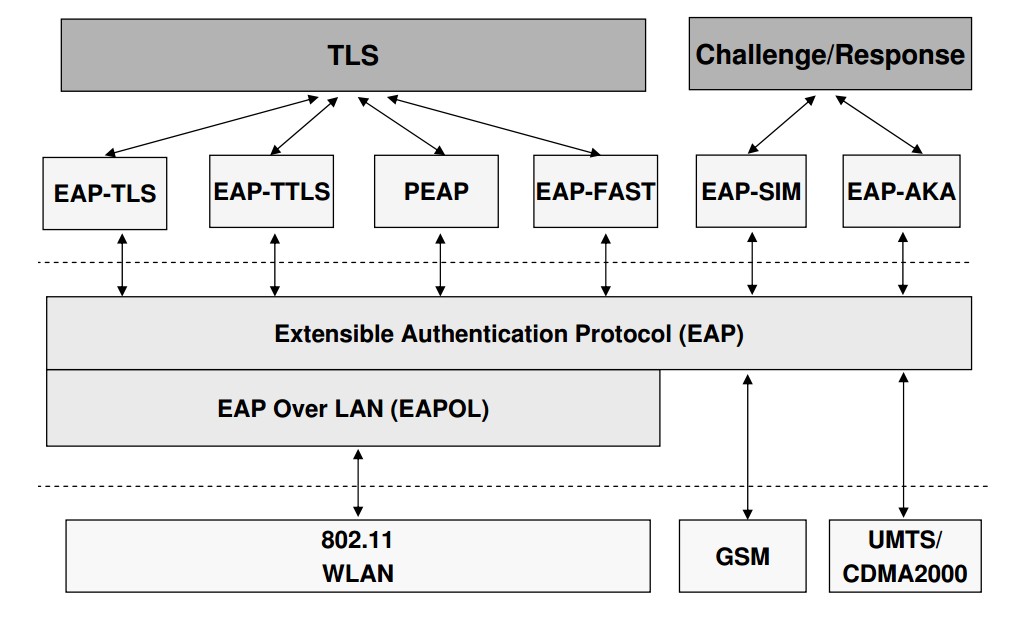 TLS
Challenge/Response
EAP-TLS
EAP-TTLS
PEAP
EAP-FAST
EAP-SIM
EAP-AKA
Extensible Authentication Protocol (EAP)
EAP Over LAN (EAPOL)
802.11
WLAN
GSM
UMTS/
CDMA2000